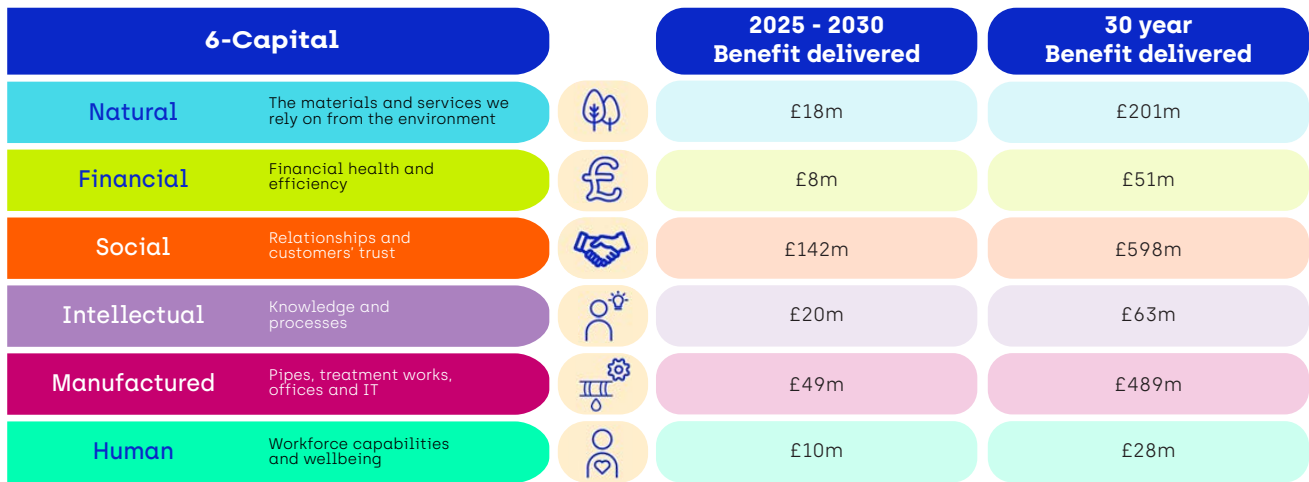 6-Capital
2025 - 2030
Benefit delivered
30 year
Benefit delivered
Natural
The materials and services we
rely on from the environment
£18m
£201m
Financial
Financial health and
efficiency
£8m
£51m
Social
Relationships and
customers' trust
£142m
£598m
Intellectual
Knowledge and
processes
£20m
£63m
Manufactured
Pipes, treatment works,
offices and IT
£49m
£489m
Human
Workforce capabilities
and wellbeing
£10m
£28m